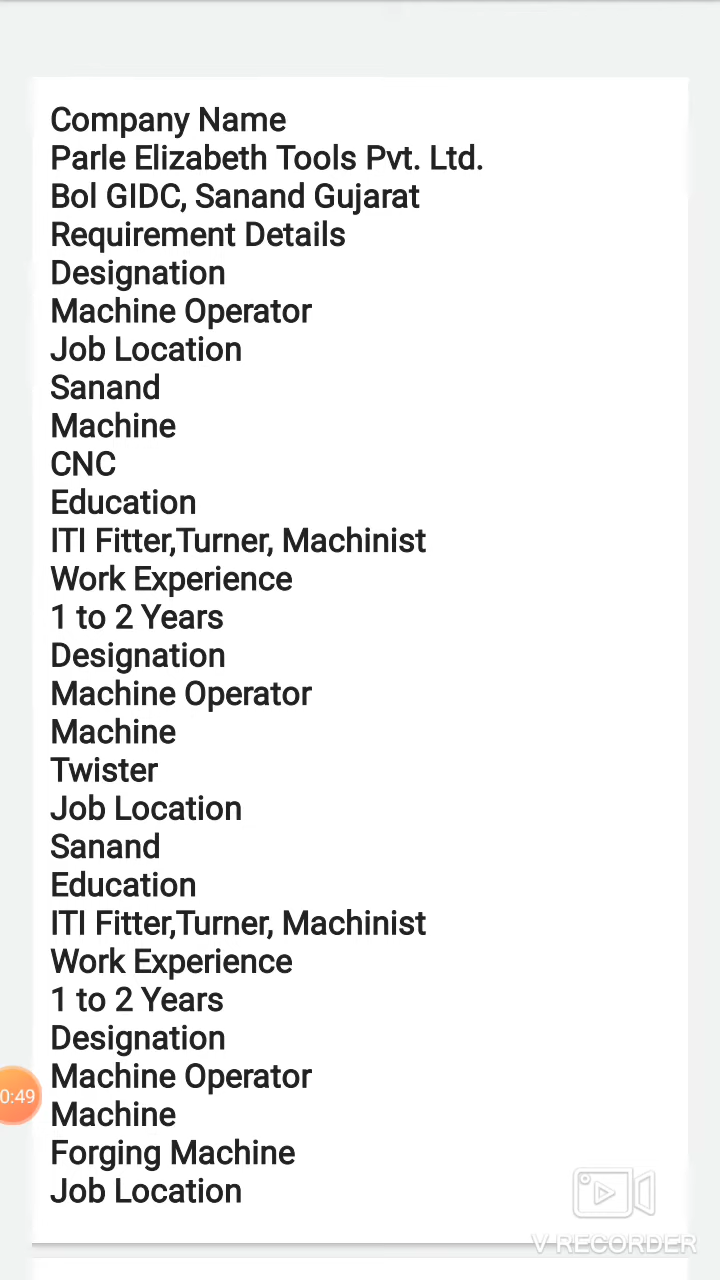 Company Name
Parle Elizabeth Tools Pvt. Ltd.
Bol GIDC, Sanand Gujarat
Requirement Details
Designation
Machine Operator
Job Location
Sanand
Machine
CNC
Education
ITI Fitter,Turner, Machinist
Work Experience
1 to 2 Years
Designation
Machine Operator
Machine
Twister
Job Location
Sanand
Education
ITI Fitter,Turner, Machinist
Work Experience
1 to 2 Years
Designation
0:49
Machine Operator
Machine
Forging Machine
Job Location
V-RECORDER